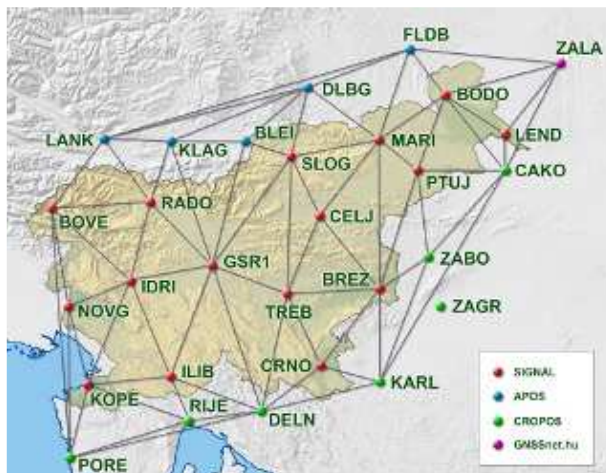 FLDB
ZALA
DLBG
BODO
LANK
KLAG
BLEI
MARI
LEND
SLOG
PTUJ
CAKO
BOVE
RADO
CELJ
GSR1
ZABO
IDRI
BREZ
NOVG
TREB
ZAGR
CRNO
ILIB
KARL
KOPE
RIJE
DELN
PORE
SIGNAL
APOS
CROPOS
GNSSnet.hu